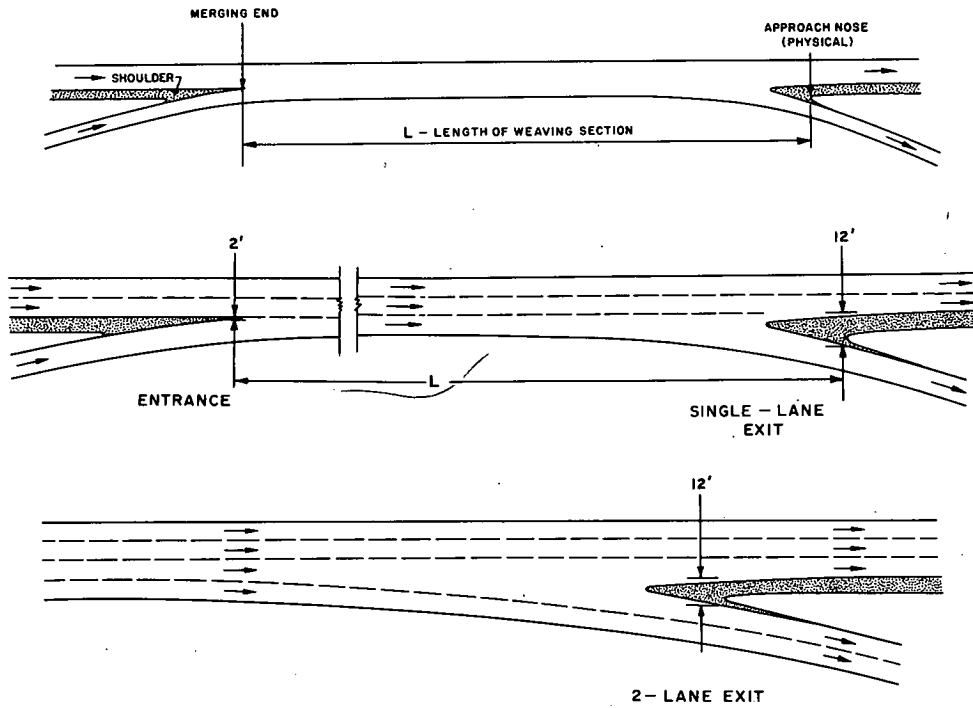 MERGING END
APPROACH NOSE
(PHYSICAL)
SHOULDER
L – LENGTH OF WEAVING SECTION
2'
12'
L
ENTRANCE
SINGLE – LANE
EXIT
12'
2 – LANE EXIT